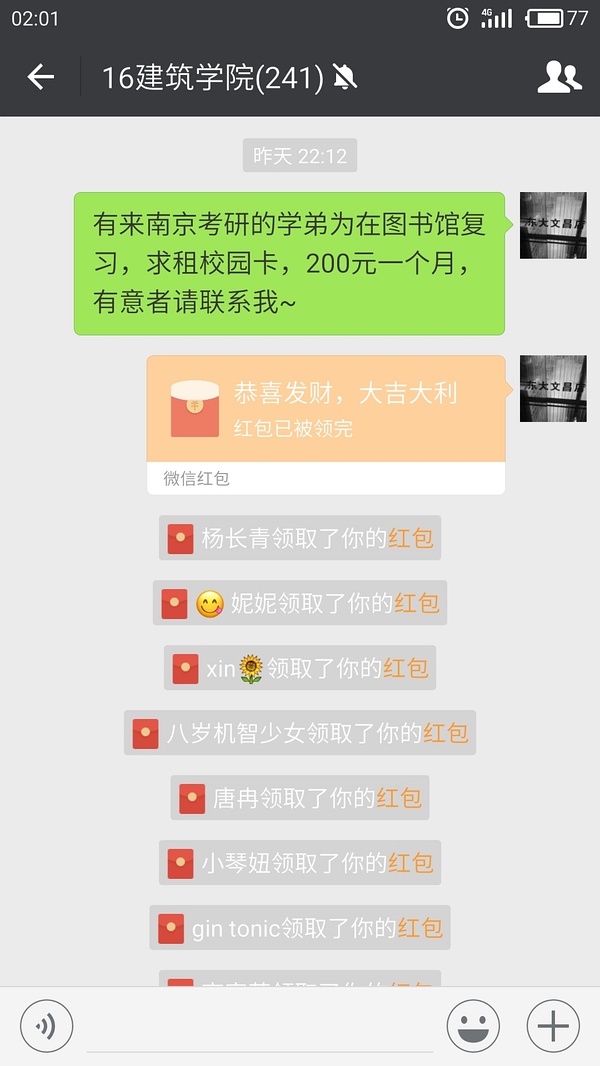 02:01
4G
77
16建筑学院(241)
昨天 22:12
有来南京考研的学弟为在图书馆复
习，求租校园卡，200元一个月，
有意者请联系我~
东大文昌店
恭喜发财，大吉大利
红包已被领完
微信红包
东大文昌店
杨长青领取了你的红包
😋 妮妮领取了你的红包
xin🌻领取了你的红包
八岁机智少女领取了你的红包
唐冉领取了你的红包
小琴妞领取了你的红包
gin tonic领取了你的红包